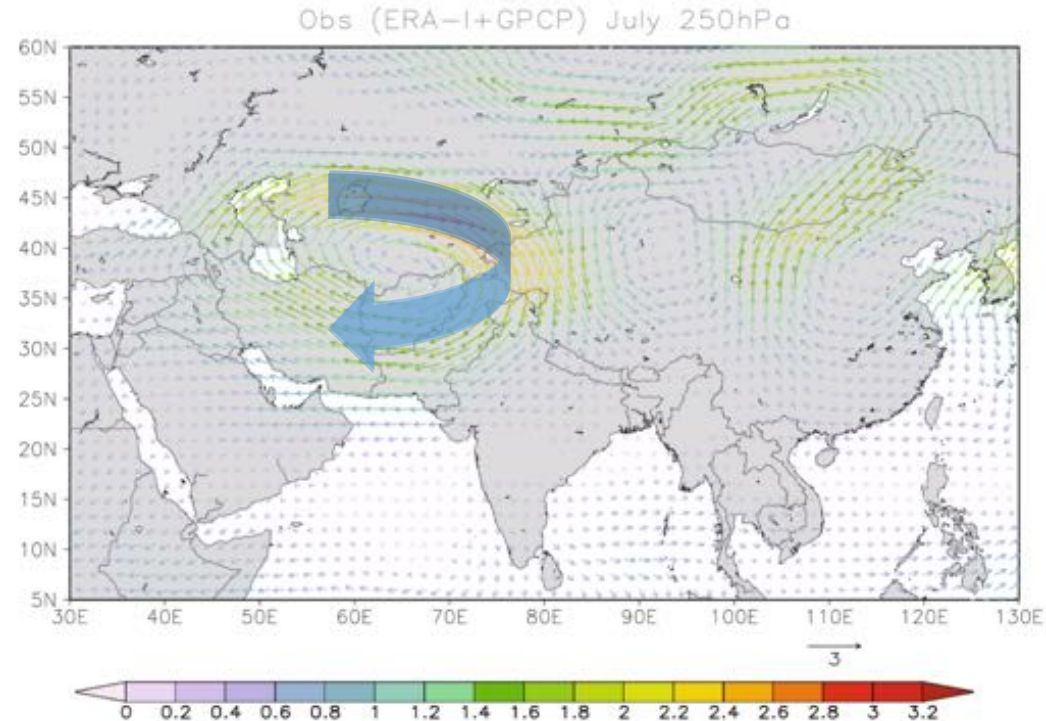 Obs (ERA−I+GPCP) July 250hPa
60N
55N
50N
45N
40N
35N
30N
25N
20N
15N
10N
5N
30E 40E 50E 60E 70E 80E 90E 100E 110E 120E 130E
3
0 0.2 0.4 0.6 0.8 1 1.2 1.4 1.6 1.8 2 2.2 2.4 2.6 2.8 3 3.2